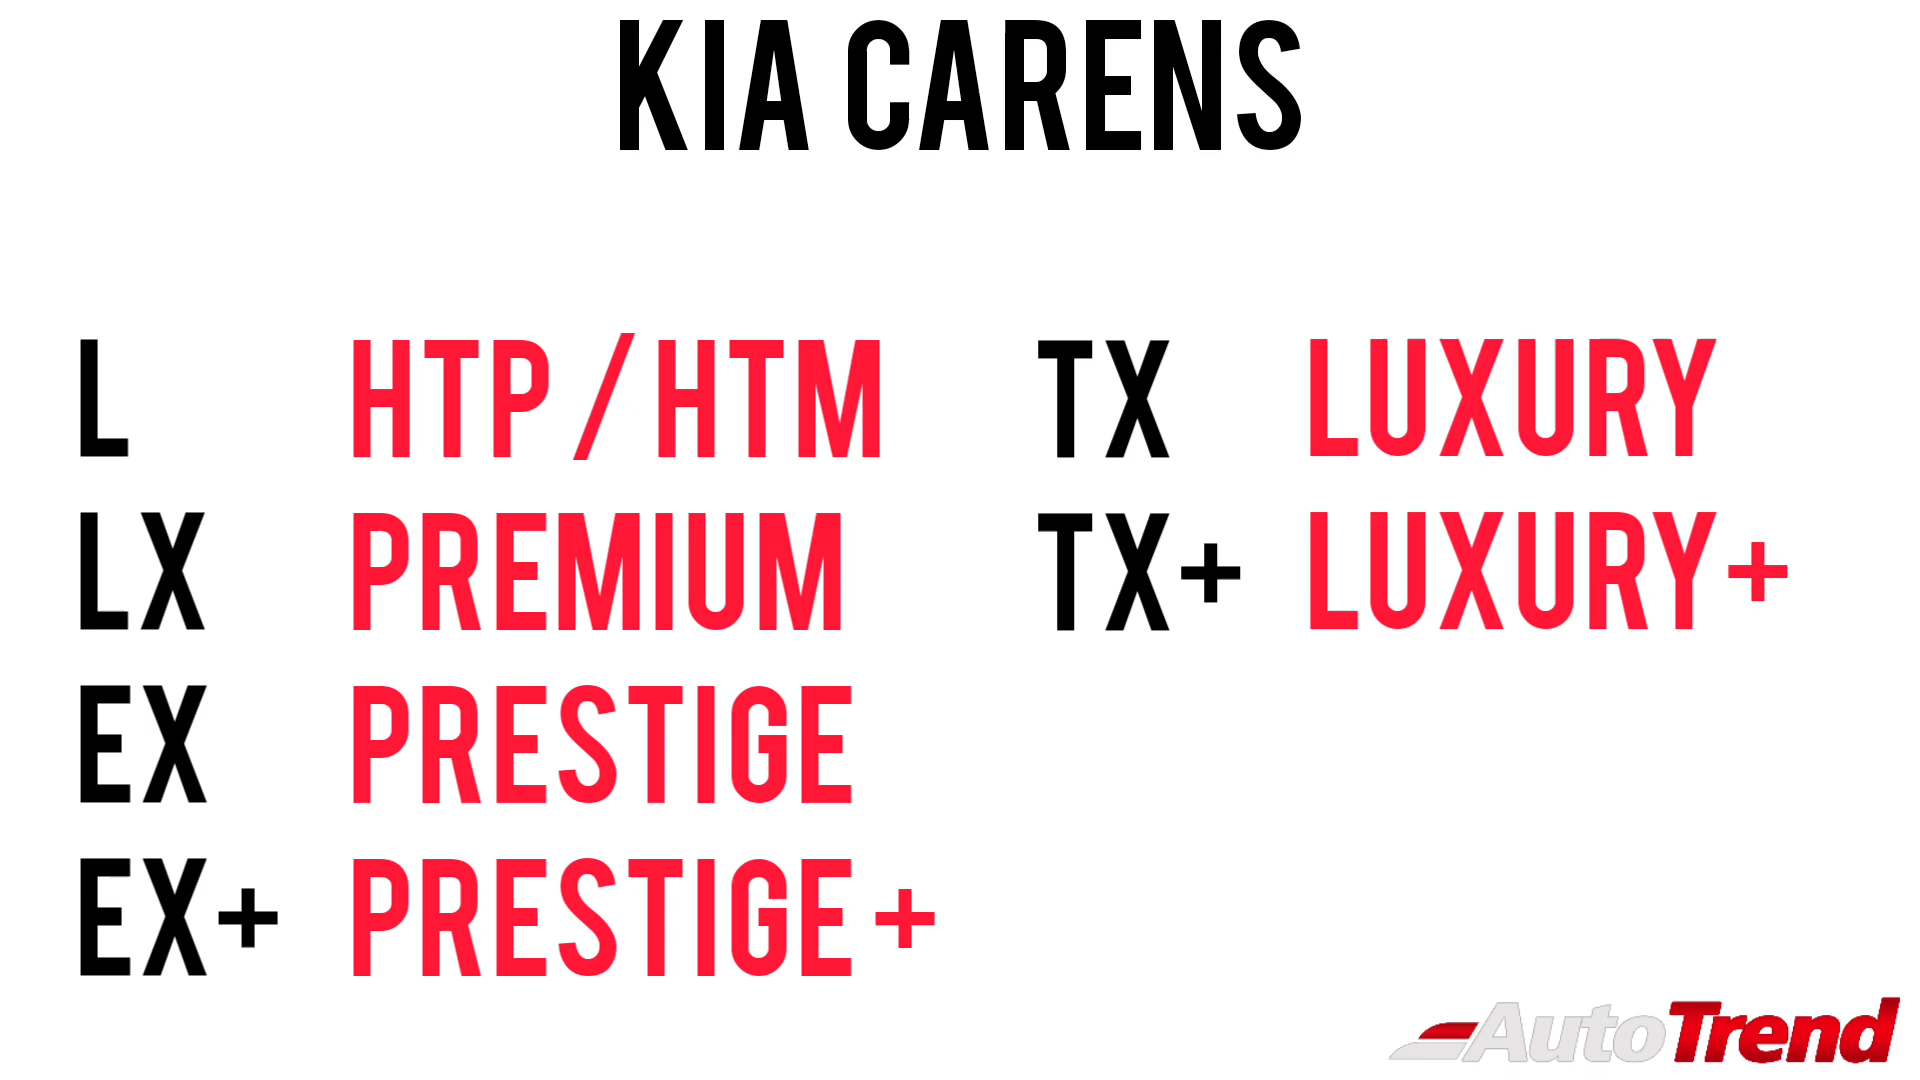 KIA CARENS
L HTP / HTM
LX PREMIUM
EX PRESTIGE
EX+ PRESTIGE +
TX LUXURY
TX+ LUXURY+
AutoTrend